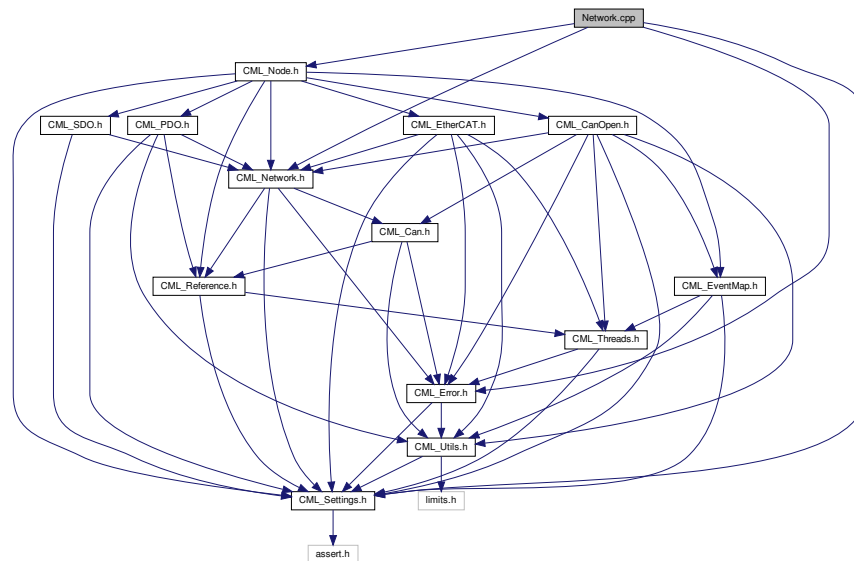 Network.cpp
CML_Node.h
CML_SDO.h
CML_PDO.h
CML_EtherCAT.h
CML_CanOpen.h
CML_Network.h
CML_Can.h
CML_Reference.h
CML_EventMap.h
CML_Threads.h
CML_Error.h
CML_Utils.h
CML_Settings.h
limits.h
assert.h